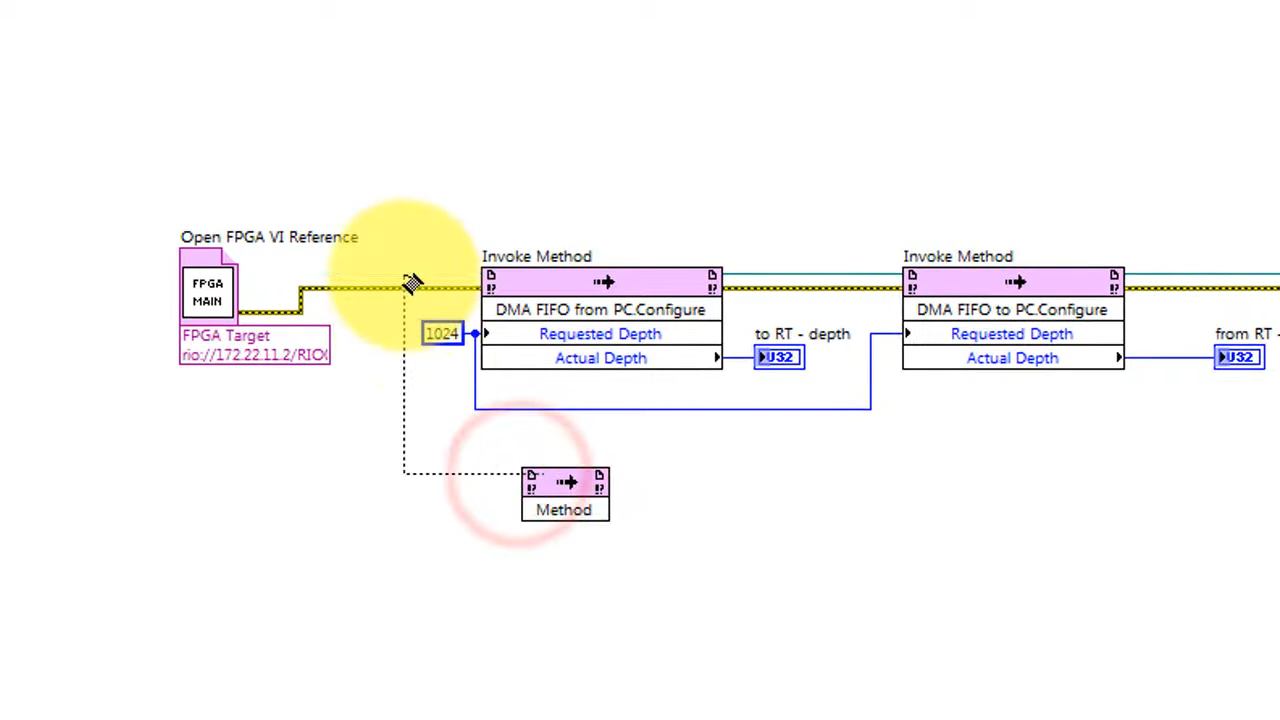 Open FPGA VI Reference
FPGA
MAIN
FPGA Target
rio://172.22.11.2/RIO
Invoke Method
DMA FIFO from PC.Configure
1024
Requested Depth
Actual Depth
to RT - depth
U32
Invoke Method
DMA FIFO to PC.Configure
Requested Depth
Actual Depth
from RT -
U32
Method